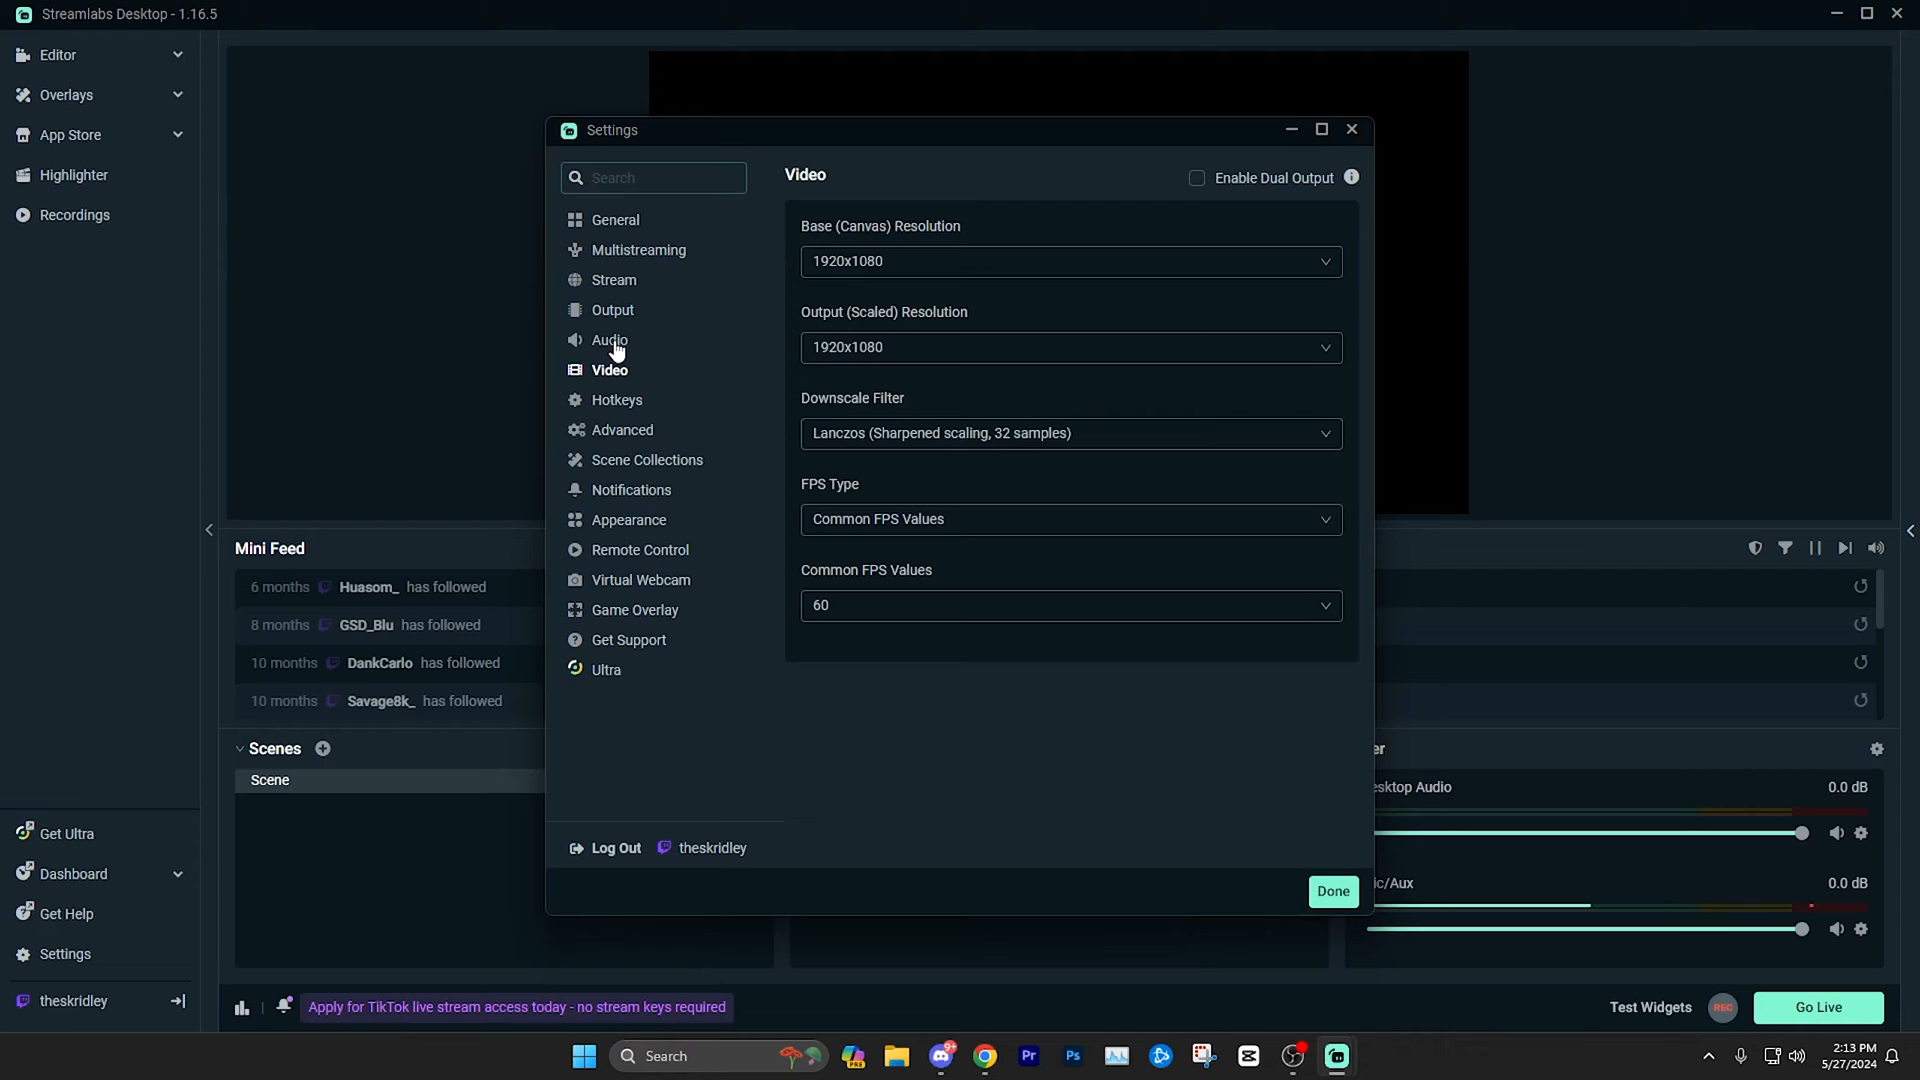 Streamlabs Desktop - 1.16.5
Editor
Overlays
App Store
Highlighter
Recordings
Settings
Search
General
Multistreaming
Stream
Output
Audio
Video
Hotkeys
Advanced
Scene Collections
Notifications
Appearance
Remote Control
Virtual Webcam
Game Overlay
Get Support
Ultra
Log Out theskridley
Video
Enable Dual Output
Base (Canvas) Resolution
1920x1080
Output (Scaled) Resolution
1920x1080
Downscale Filter
Lanczos (Sharpened scaling, 32 samples)
FPS Type
Common FPS Values
Common FPS Values
60
Done
Mini Feed
6 months Huasom_ has followed
8 months GSD_Blu has followed
10 months DankCarlo has followed
10 months Savage8k_ has followed
Scenes
Scene
er
esktop Audio 0.0 dB
ic/Aux 0.0 dB
Get Ultra
Dashboard
Get Help
Settings
theskridley
Apply for TikTok live stream access today - no stream keys required
Test Widgets
REC
Go Live
Search
PRE
9+
Pr
Ps
2:13 PM
5/27/2024